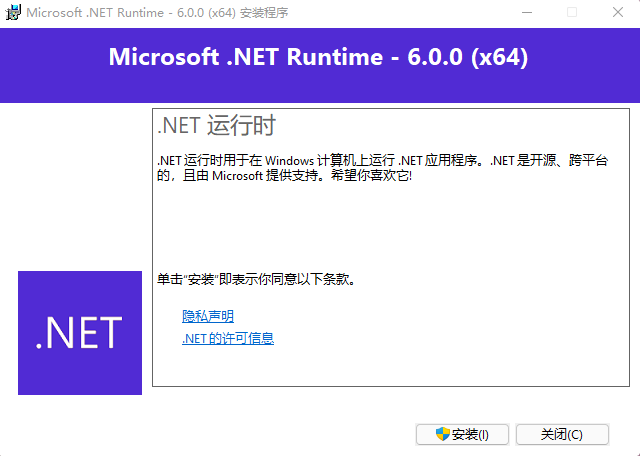 Microsoft .NET Runtime - 6.0.0 (x64) 安装程序
Microsoft .NET Runtime - 6.0.0 (x64)
.NET 运行时
.NET 运行时用于在 Windows 计算机上运行 .NET 应用程序。.NET 是开源、跨平台
的，且由 Microsoft 提供支持。希望你喜欢它!
单击"安装"即表示你同意以下条款。
隐私声明
.NET 的许可信息
.NET
安装(I)
关闭(C)